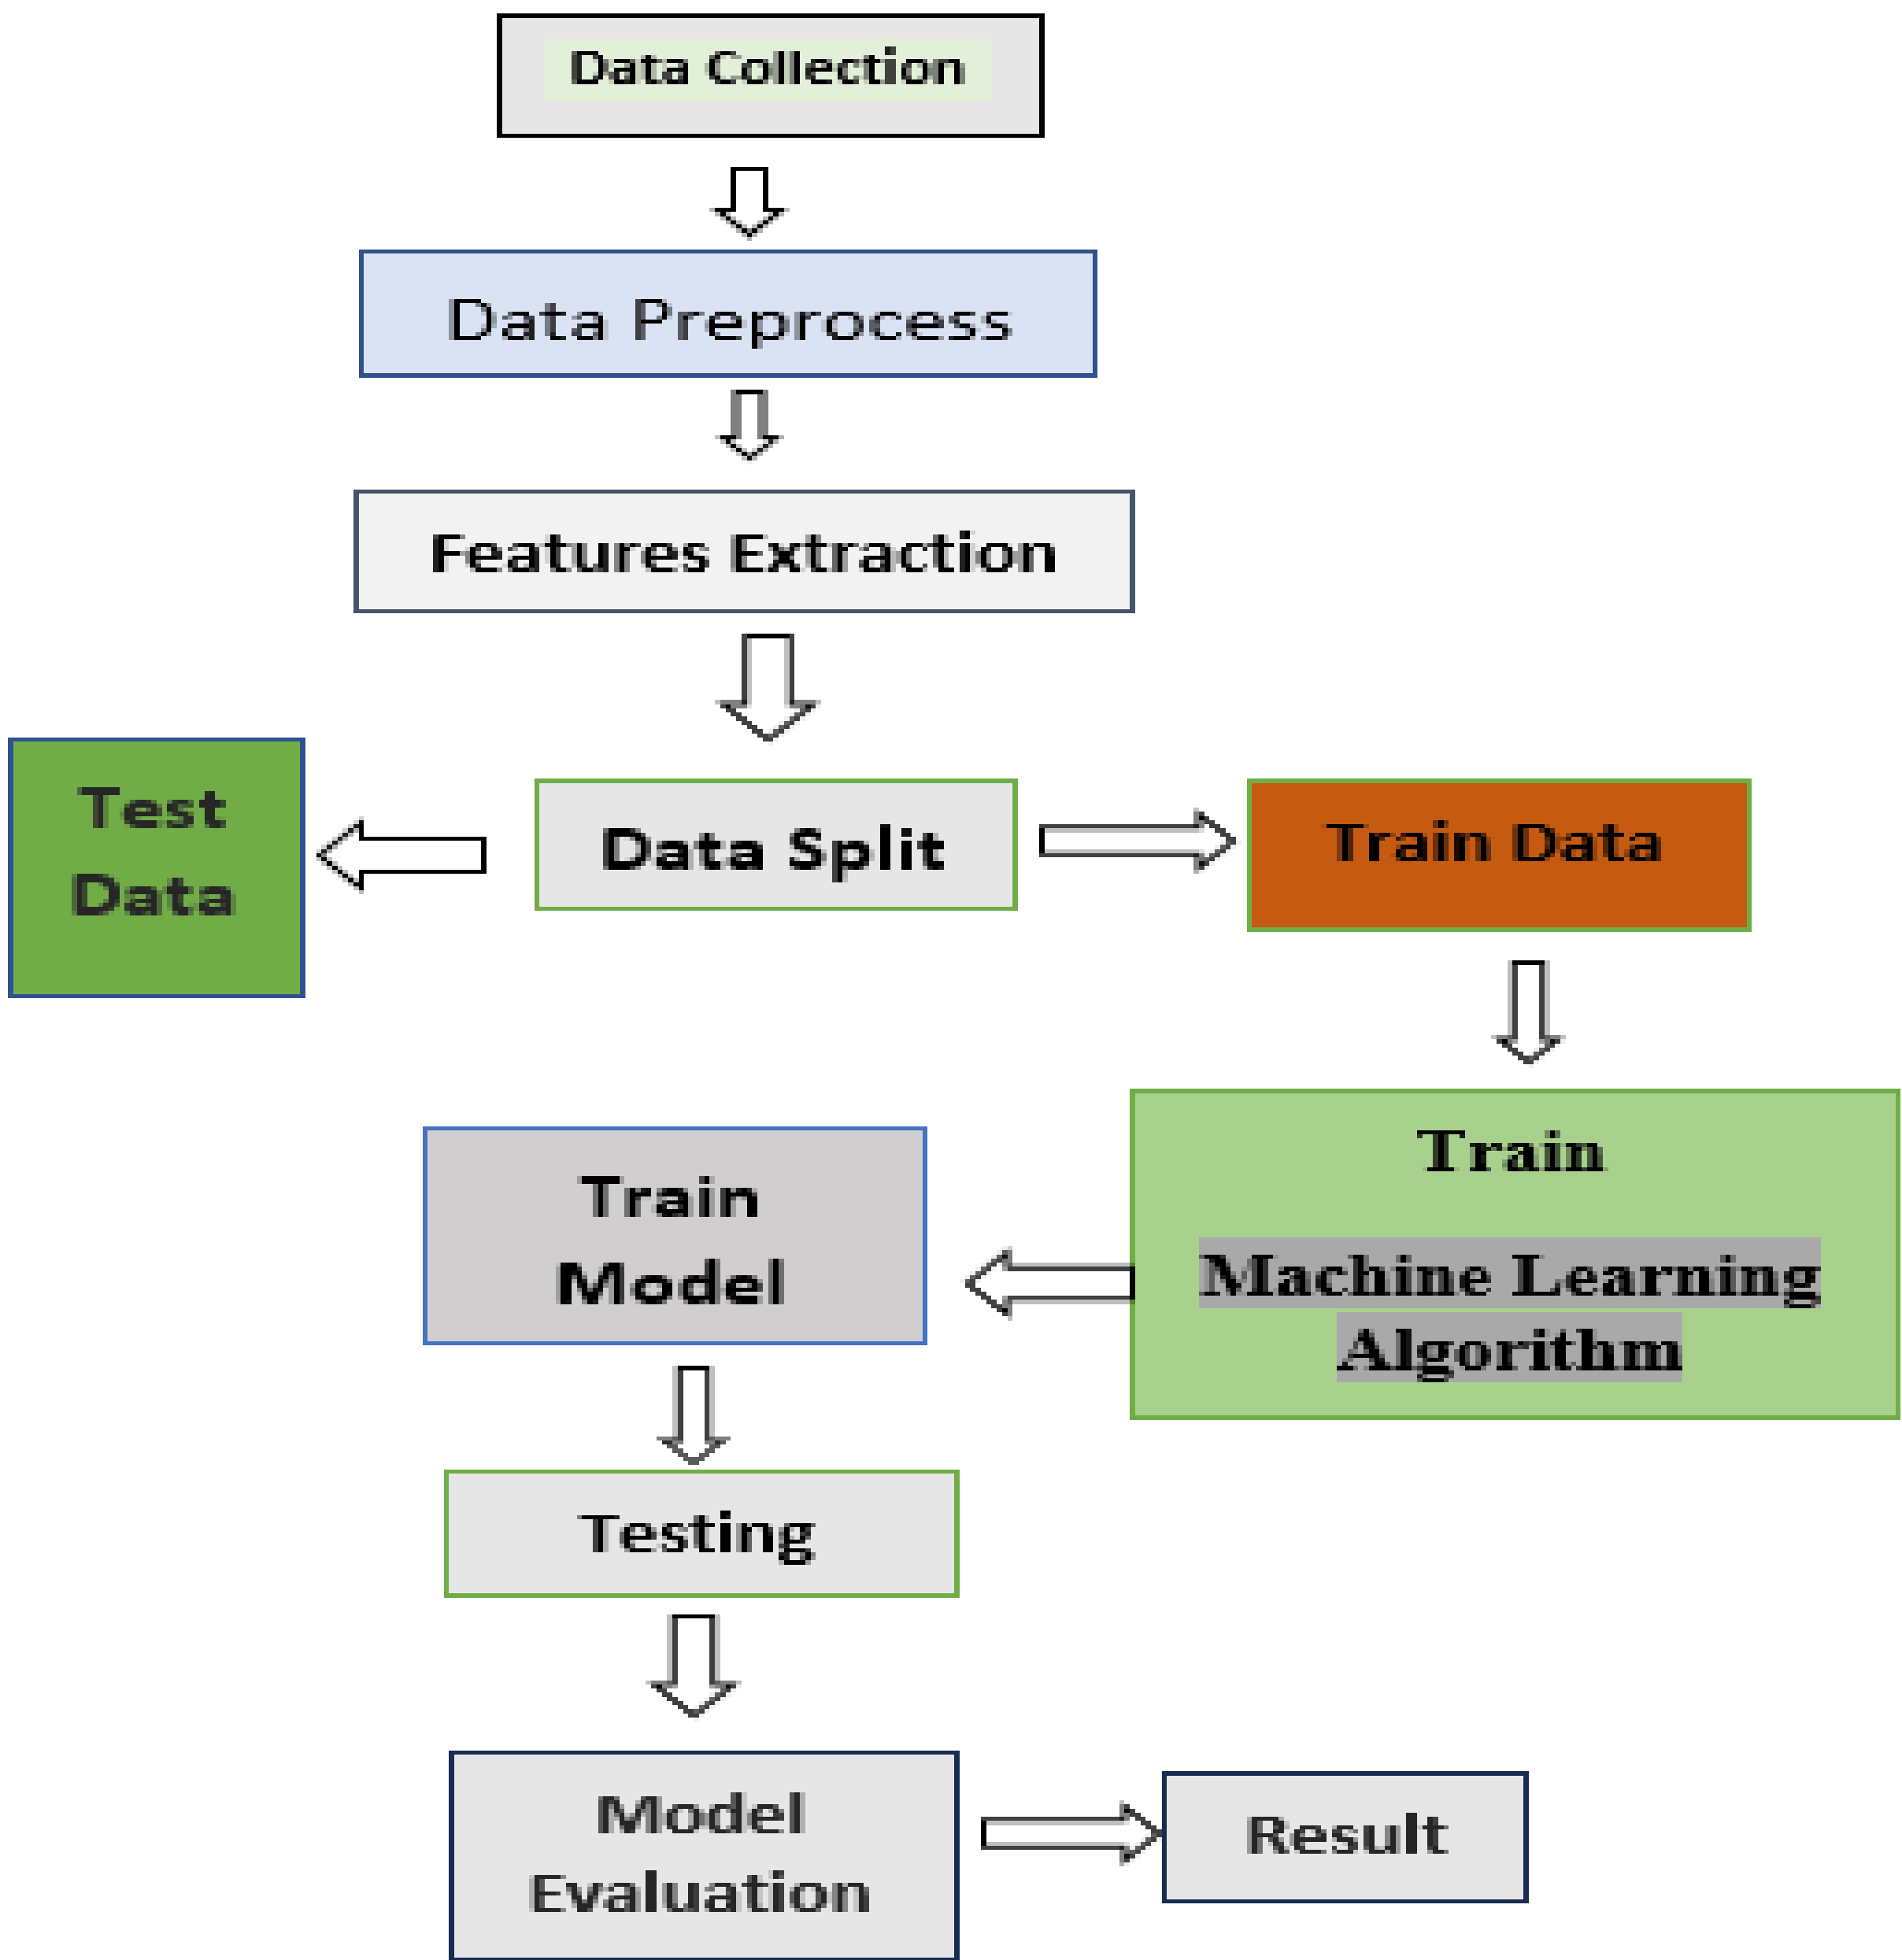 Data Collection
Data Preprocess
Features Extraction
Test
Data
Data Split
Train Data
Train
Model
Train
Machine Learning
Algorithm
Testing
Model
Evaluation
Result